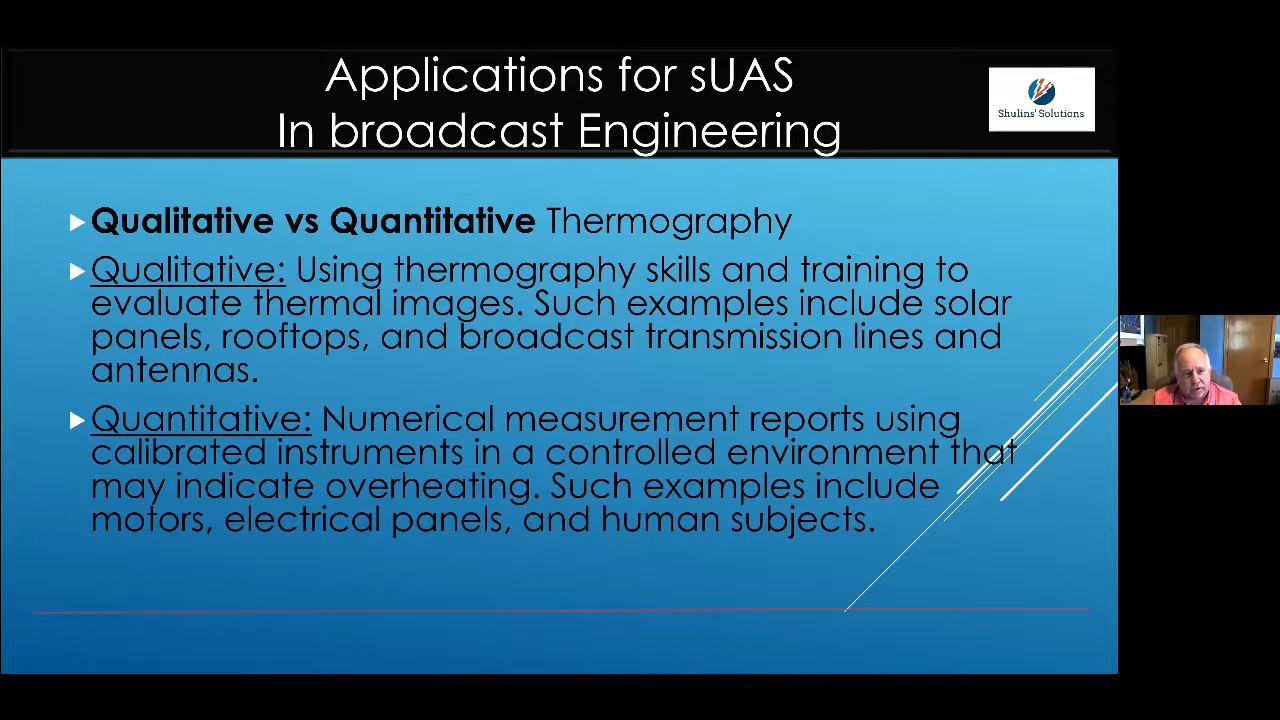 Applications for sUAS
In broadcast Engineering
Shulins' Solutions
Qualitative vs Quantitative Thermography
Qualitative: Using thermography skills and training to
evaluate thermal images. Such examples include solar
panels, rooftops, and broadcast transmission lines and
antennas.
Quantitative: Numerical measurement reports using
calibrated instruments in a controlled environment that
may indicate overheating. Such examples include
motors, electrical panels, and human subjects.